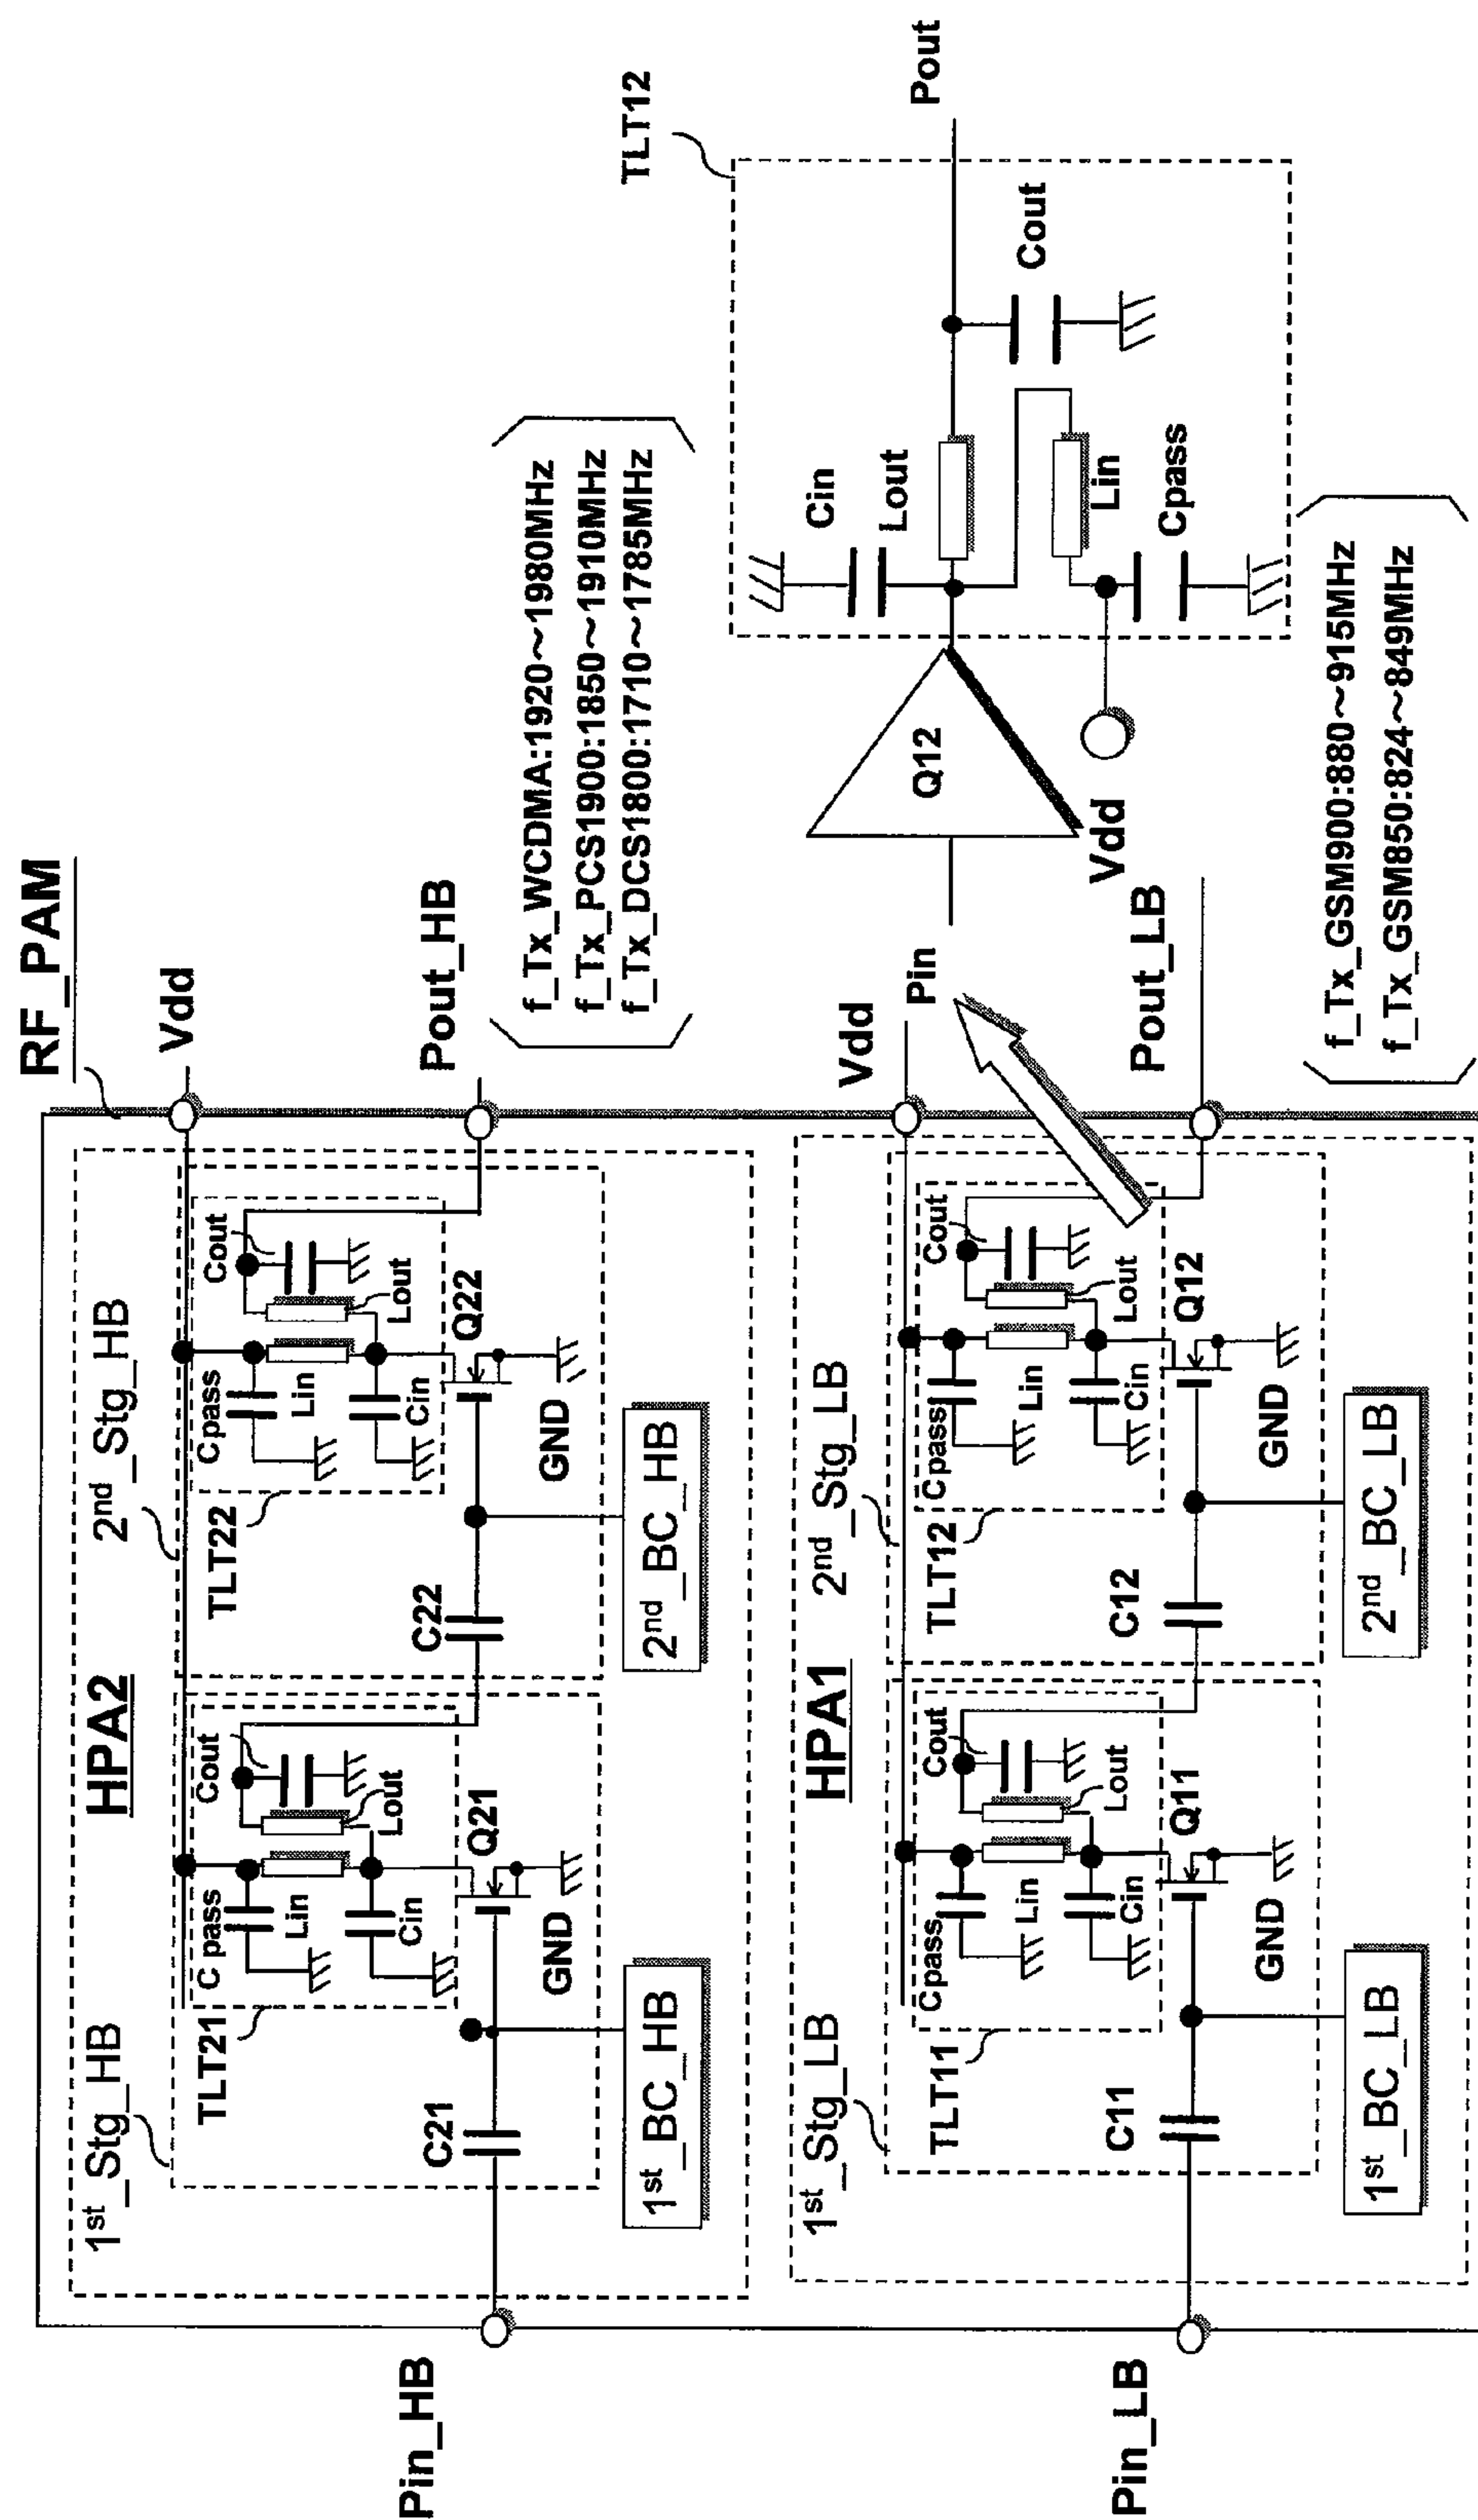 RF_PAM
HPA2
1st_Stg_HB
2nd_Stg_HB
Vdd
TLT21
C pass
Lin
Cin
Cout
Lout
Q21
GND
C21
1st_BC_HB
TLT22
Cpass
Lin
Cin
Cout
Lout
Q22
GND
C22
2nd_BC_HB
Pin_HB
Pout_HB
f_Tx_WCDMA:1920~1980MHz
f_Tx_PCS1900:1850~1910MHz
f_Tx_DCS1800:1710~1785MHz
HPA1
1st_Stg_LB
2nd_Stg_LB
Vdd
TLT11
Cpass
Lin
Cin
Cout
Lout
Q11
GND
C11
1st_BC_LB
TLT12
Cpass
Lin
Cin
Cout
Lout
Q12
GND
C12
2nd_BC_LB
Pin_LB
Pout_LB
f_Tx_GSM900:880~915MHz
f_Tx_GSM850:824~849MHz
TLT12
Pin
Q12
Vdd
Cin
Lout
Lin
Cpass
Cout
Pout